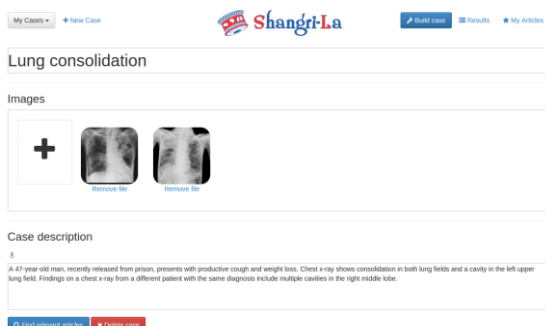 My Cases
New Case
Shangri-La
Build case
Results
My Articles
Lung consolidation
Images
Remove file
Remove file
Case description
A 47-year-old man, recently released from prison, presents with productive cough and weight loss. Chest x-ray shows consolidation in both lung fields and a cavity in the left upper
lung field. Findings on a chest x-ray from a different patient with the same diagnosis include multiple cavities in the right middle lobe.
Find relevant articles
Delete case